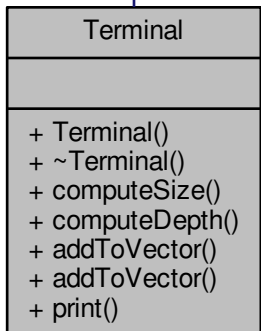 Terminal
+ Terminal()
+ ~Terminal()
+ computeSize()
+ computeDepth()
+ addToVector()
+ addToVector()
+ print()